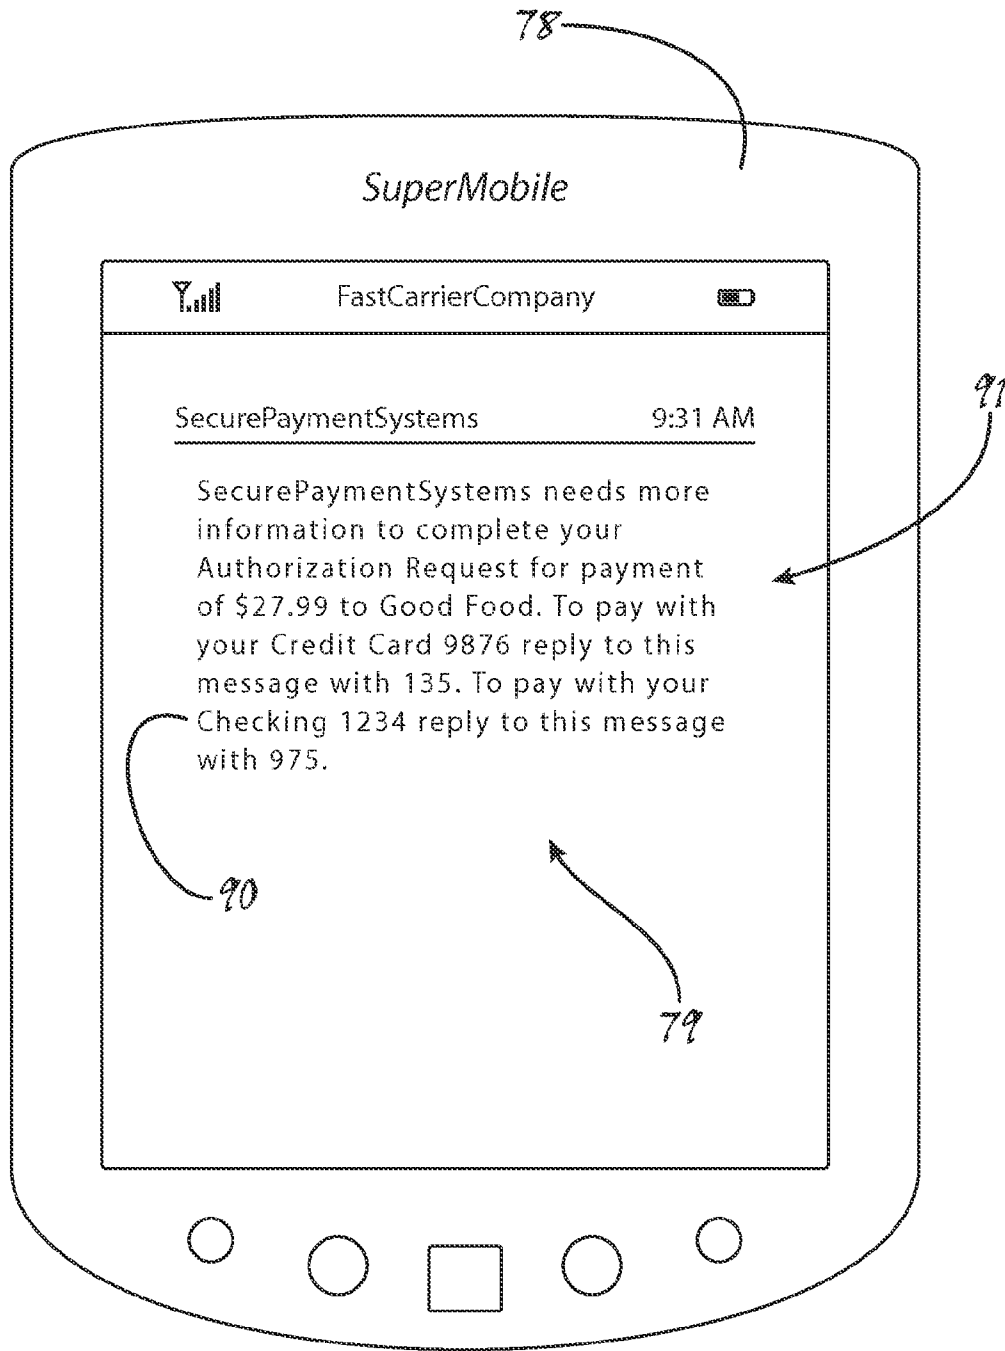 78
SuperMobile
FastCarrierCompany
SecurePaymentSystems 9:31 AM
91
SecurePaymentSystems needs more
information to complete your
Authorization Request for payment
of $27.99 to Good Food. To pay with
your Credit Card 9876 reply to this
message with 135. To pay with your
Checking 1234 reply to this message
with 975.
90
79